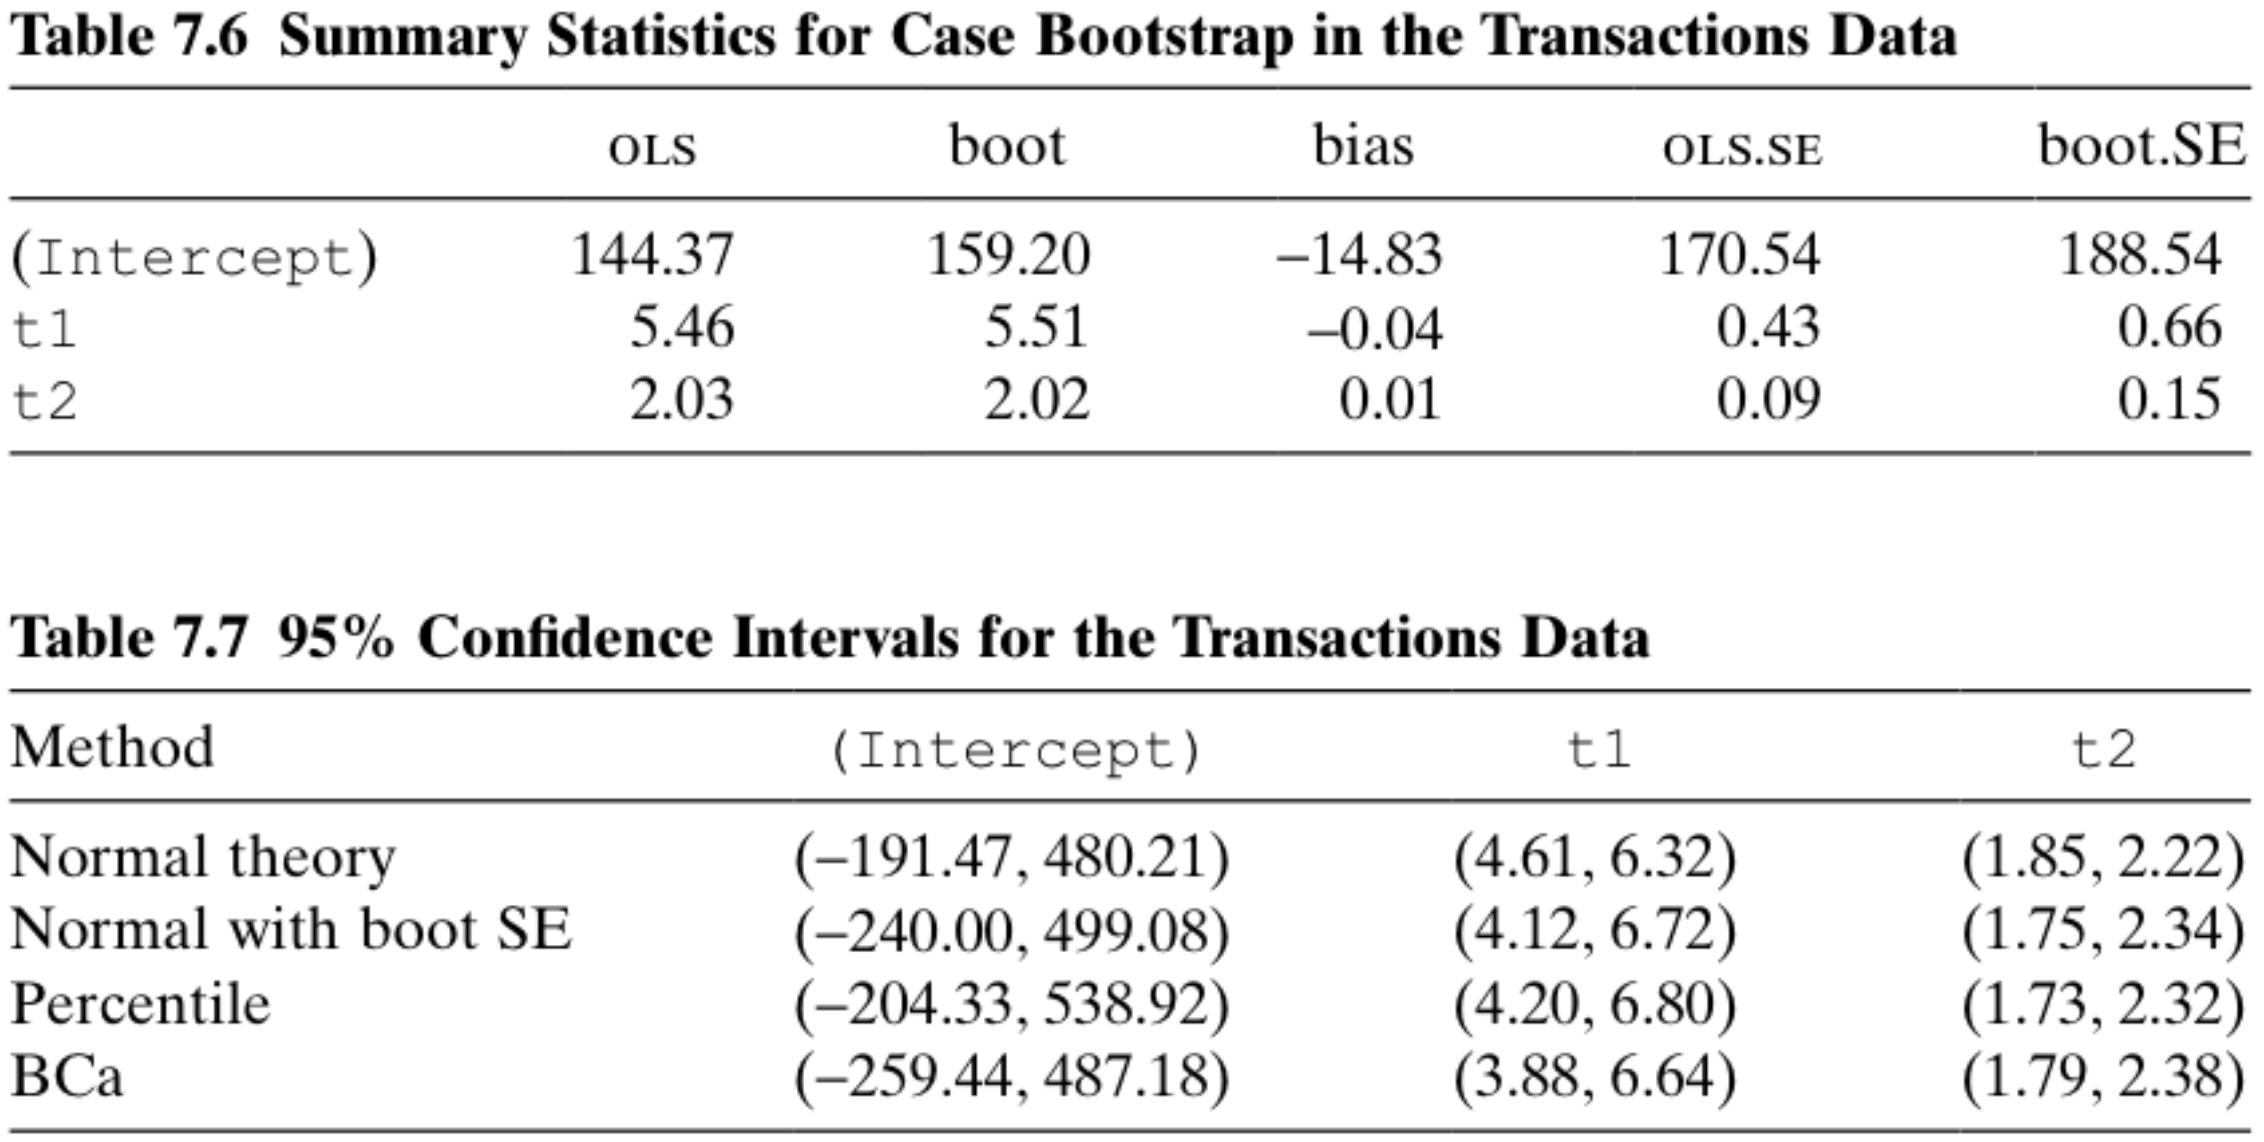 Table 7.6 Summary Statistics for Case Bootstrap in the Transactions Data
OLS boot bias OLS.SE boot.SE
(Intercept) 144.37 159.20 –14.83 170.54 188.54
t1 5.46 5.51 –0.04 0.43 0.66
t2 2.03 2.02 0.01 0.09 0.15
Table 7.7 95% Confidence Intervals for the Transactions Data
Method (Intercept) t1 t2
Normal theory (–191.47, 480.21) (4.61, 6.32) (1.85, 2.22)
Normal with boot SE (–240.00, 499.08) (4.12, 6.72) (1.75, 2.34)
Percentile (–204.33, 538.92) (4.20, 6.80) (1.73, 2.32)
BCa (–259.44, 487.18) (3.88, 6.64) (1.79, 2.38)